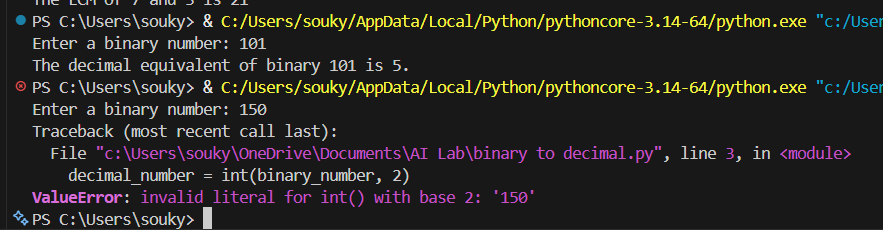 The LCM of 7 and 3 is 21
PS C:\Users\souky> & C:/Users/souky/AppData/Local/Python/pythoncore-3.14-64/python.exe "c:/User
Enter a binary number: 101
The decimal equivalent of binary 101 is 5.
PS C:\Users\souky> & C:/Users/souky/AppData/Local/Python/pythoncore-3.14-64/python.exe "c:/User
Enter a binary number: 150
Traceback (most recent call last):
  File "c:\Users\souky\OneDrive\Documents\AI Lab\binary to decimal.py", line 3, in <module>
    decimal_number = int(binary_number, 2)
ValueError: invalid literal for int() with base 2: '150'
PS C:\Users\souky>